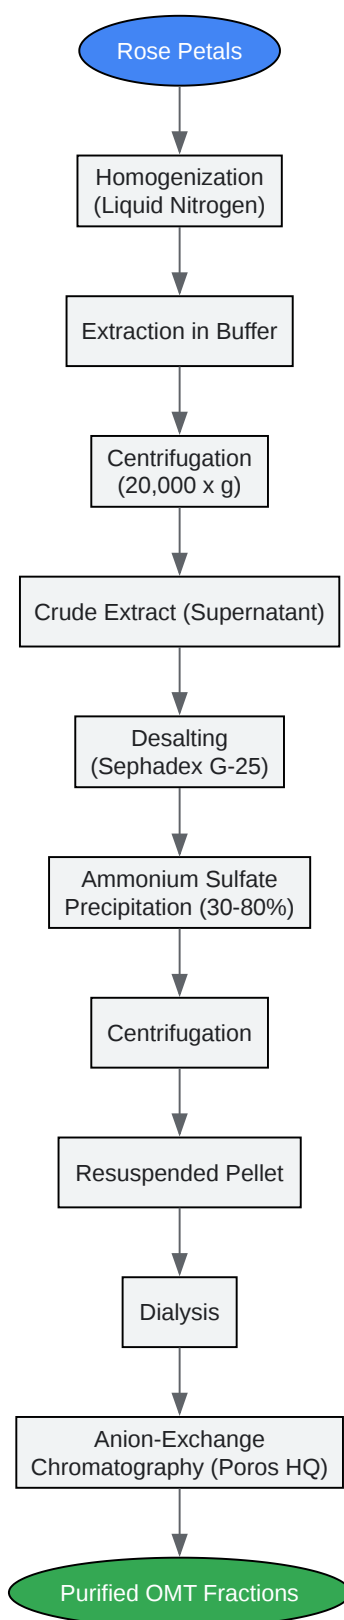 Rose Petals
Homogenization
(Liquid Nitrogen)
Extraction in Buffer
Centrifugation
(20,000 x g)
Crude Extract (Supernatant)
Desalting
(Sephadex G-25)
Ammonium Sulfate
Precipitation (30-80%)
Centrifugation
Resuspended Pellet
Dialysis
Anion-Exchange
Chromatography (Poros HQ)
Purified OMT Fractions